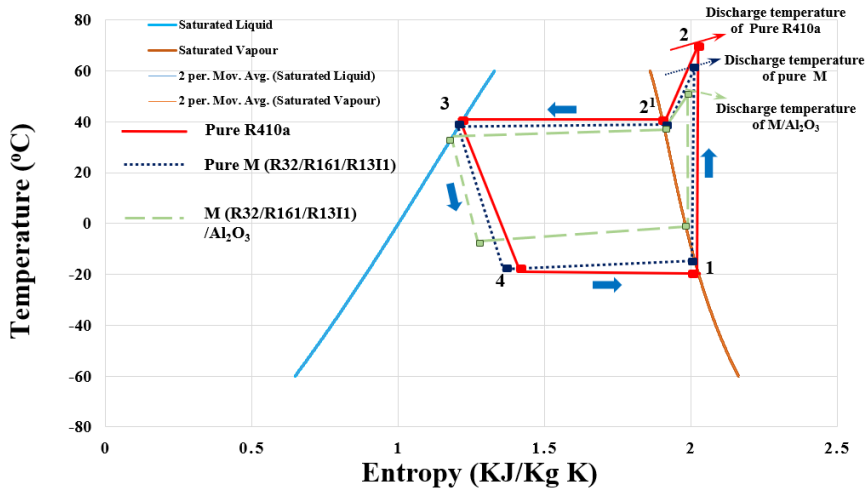 80
60
40
20
0
-20
-40
-60
-80
0
0.5
1
1.5
2
2.5
Temperature (⁰C)
Entropy (KJ/Kg K)
Saturated Liquid
Saturated Vapour
2 per. Mov. Avg. (Saturated Liquid)
2 per. Mov. Avg. (Saturated Vapour)
Pure R410a
Pure M (R32/R161/R13I1)
M (R32/R161/R13I1)
/Al₂O₃
3
2¹
2
4
1
Discharge temperature
of Pure R410a
Discharge temperature
of pure M
Discharge temperature
of M/Al₂O₃